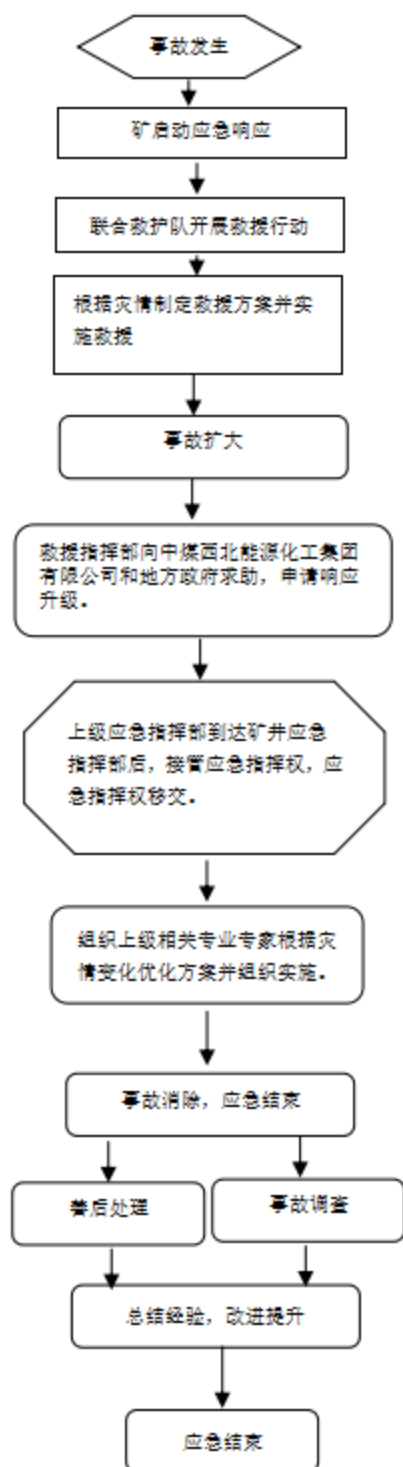 事故发生
矿启动应急响应
联合救护队开展救援行动
根据灾情制定救援方案并实
施救援
事故扩大
救援指挥部向中煤西北能源化工集团
有限公司和地方政府求助，申请响应
升级。
上级应急指挥部到达矿井应急
指挥部后，接管应急指挥权，应
急指挥权移交。
组织上级相关专业专家根据灾
情变化优化方案并组织实施。
事故消除，应急结束
善后处理
事故调查
总结经验，改进提升
应急结束